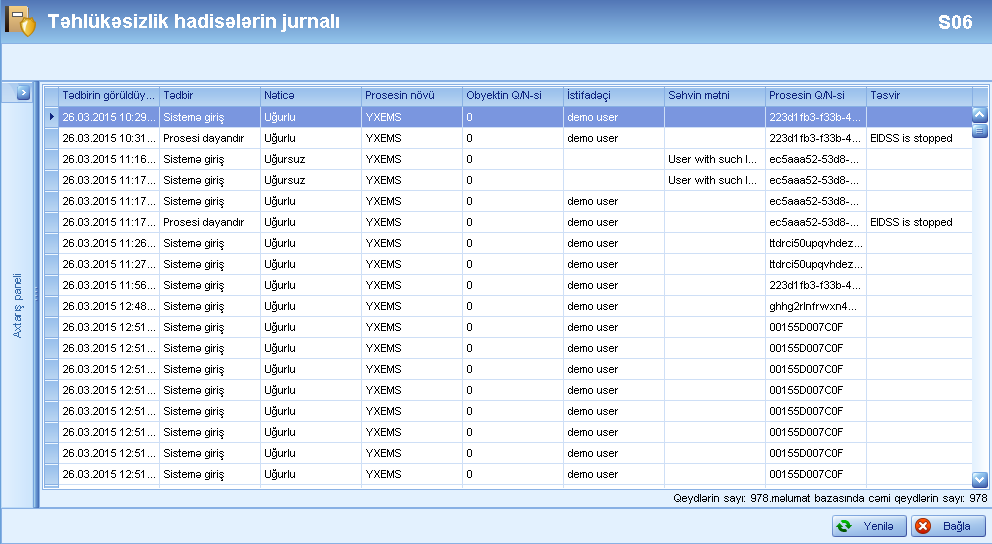 Təhlükəsizlik hadisələrin jurnalı
S06
Tədbirin görüldüy... Tədbir Nəticə Prosesin növü Obyektin Q/N-si İstifadəçi Səhvin mətni Prosesin Q/N-si Təsvir
26.03.2015 10:29... Sistemə giriş Uğurlu YXEMS 0 demo user 223d1fb3-f33b-4...
26.03.2015 10:31... Prosesi dayandır Uğurlu YXEMS 0 demo user 223d1fb3-f33b-4... EIDSS is stopped
26.03.2015 11:16... Sistemə giriş Uğursuz YXEMS 0 User with such l... ec5aaa52-53d8-...
26.03.2015 11:17... Sistemə giriş Uğursuz YXEMS 0 User with such l... ec5aaa52-53d8-...
26.03.2015 11:17... Sistemə giriş Uğurlu YXEMS 0 demo user ec5aaa52-53d8-...
26.03.2015 11:17... Prosesi dayandır Uğurlu YXEMS 0 demo user ec5aaa52-53d8-... EIDSS is stopped
26.03.2015 11:26... Sistemə giriş Uğurlu YXEMS 0 demo user ttdrci50upqvhdez...
26.03.2015 11:27... Sistemə giriş Uğurlu YXEMS 0 demo user ttdrci50upqvhdez...
26.03.2015 11:56... Sistemə giriş Uğurlu YXEMS 0 demo user 223d1fb3-f33b-4...
26.03.2015 12:48... Sistemə giriş Uğurlu YXEMS 0 demo user ghhg2rlnfrwxn4...
26.03.2015 12:51... Sistemə giriş Uğurlu YXEMS 0 demo user 00155D007C0F
26.03.2015 12:51... Sistemə giriş Uğurlu YXEMS 0 demo user 00155D007C0F
26.03.2015 12:51... Sistemə giriş Uğurlu YXEMS 0 demo user 00155D007C0F
26.03.2015 12:51... Sistemə giriş Uğurlu YXEMS 0 demo user 00155D007C0F
26.03.2015 12:51... Sistemə giriş Uğurlu YXEMS 0 demo user 00155D007C0F
26.03.2015 12:51... Sistemə giriş Uğurlu YXEMS 0 demo user 00155D007C0F
26.03.2015 12:51... Sistemə giriş Uğurlu YXEMS 0 demo user 00155D007C0F
26.03.2015 12:51... Sistemə giriş Uğurlu YXEMS 0 demo user 00155D007C0F
Axtarış paneli
Qeydlərin sayı: 978.məlumat bazasında cəmi qeydlərin sayı: 978
Yenilə Bağla